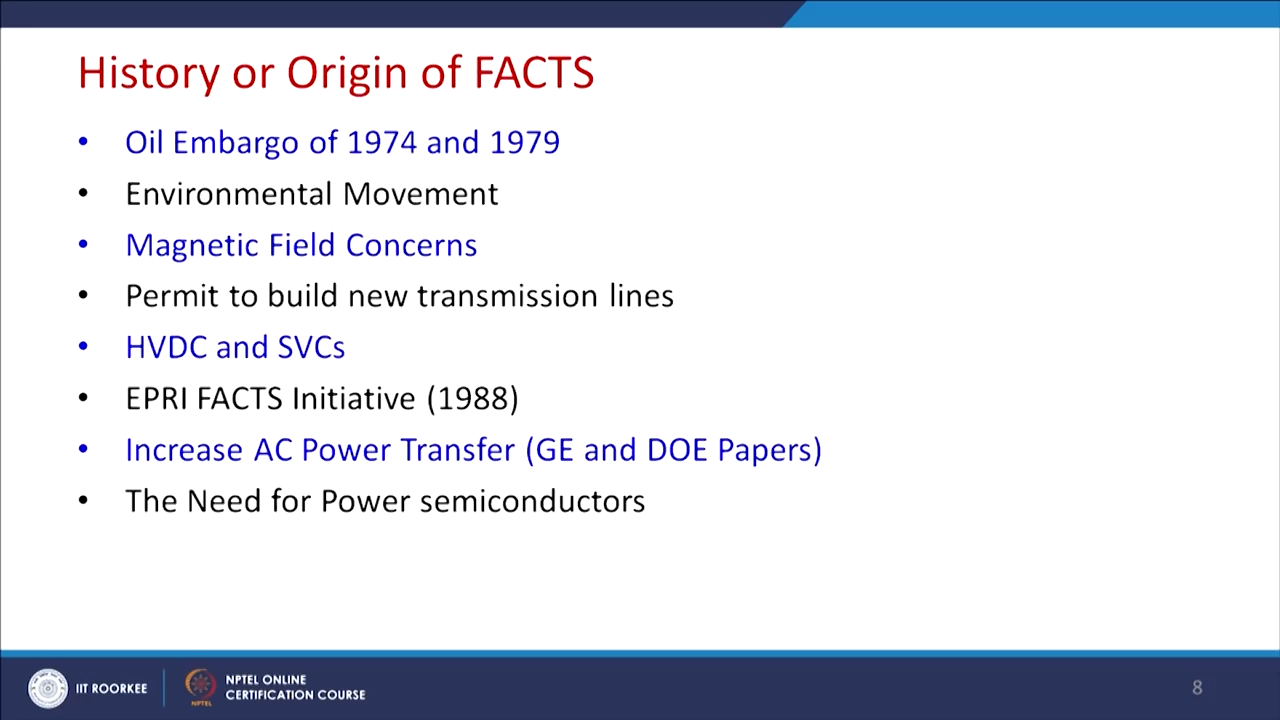 History or Origin of FACTS
• Oil Embargo of 1974 and 1979
• Environmental Movement
• Magnetic Field Concerns
• Permit to build new transmission lines
• HVDC and SVCs
• EPRI FACTS Initiative (1988)
• Increase AC Power Transfer (GE and DOE Papers)
• The Need for Power semiconductors
IIT ROORKEE
NPTEL
NPTEL ONLINE
CERTIFICATION COURSE
8